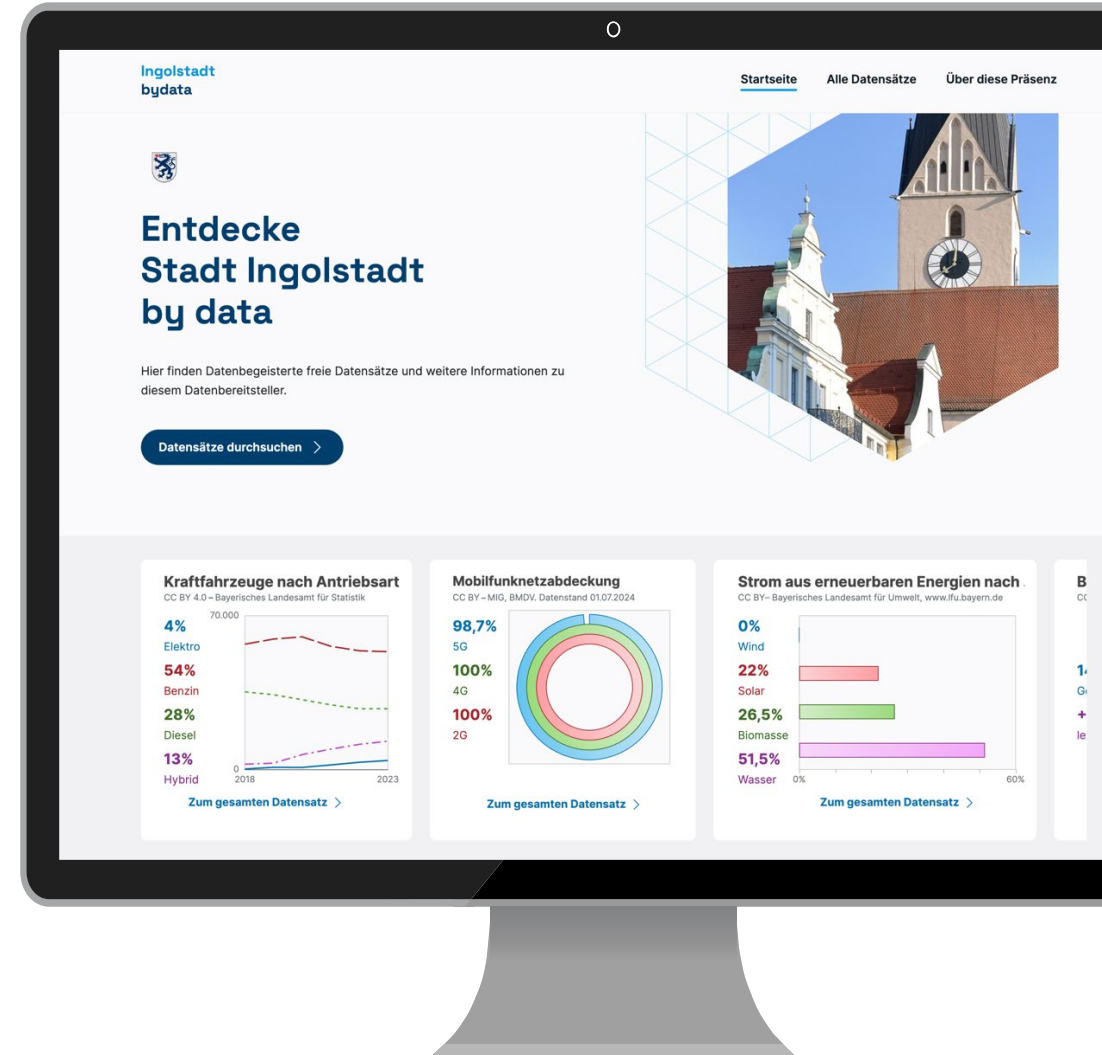 Ingolstadt
bydata
Startseite
Alle Datensätze
Über diese Präsenz
Entdecke
Stadt Ingolstadt
by data
Hier finden Datenbegeisterte freie Datensätze und weitere Informationen zu
diesem Datenbereitsteller.
Datensätze durchsuchen
Kraftfahrzeuge nach Antriebsart
CC BY 4.0 – Bayerisches Landesamt für Statistik
70.000
4%
Elektro
54%
Benzin
28%
Diesel
13%
Hybrid
0
2018
2023
Zum gesamten Datensatz
Mobilfunknetzabdeckung
CC BY – MIG, BMDV. Datenstand 01.07.2024
98,7%
5G
100%
4G
100%
2G
Zum gesamten Datensatz
Strom aus erneuerbaren Energien nach
CC BY– Bayerisches Landesamt für Umwelt, www.lfu.bayern.de
0%
Wind
22%
Solar
26,5%
Biomasse
51,5%
Wasser
0%
60%
Zum gesamten Datensatz